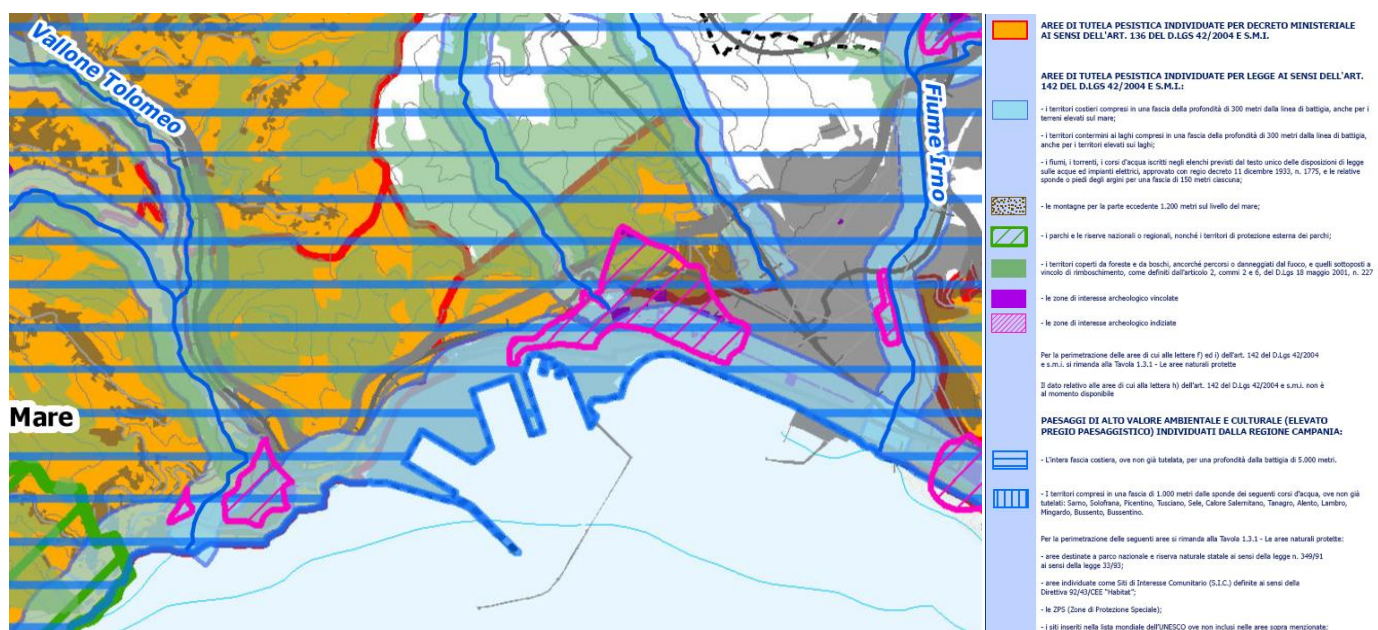 Vallone Tolomeo
Fiume Irno
Mare
AREE DI TUTELA PESISTICA INDIVIDUATE PER DECRETO MINISTERIALE
AI SENSI DELL'ART. 136 DEL D.LGS 42/2004 E S.M.I.
AREE DI TUTELA PESISTICA INDIVIDUATE PER LEGGE AI SENSI DELL'ART.
142 DEL D.LGS 42/2004 E S.M.I.:
- i territori costieri compresi in una fascia della profondità di 300 metri dalla linea di battigia, anche per i
terreni elevati sul mare;
- i territori contermini ai laghi compresi in una fascia della profondità di 300 metri dalla linea di battigia,
anche per i territori elevati sui laghi;
- i fiumi, i torrenti, i corsi d'acqua iscritti negli elenchi previsti dal testo unico delle disposizioni di legge
sulle acque ed impianti elettrici, approvato con regio decreto 11 dicembre 1933, n. 1775, e le relative
sponde o piedi degli argini per una fascia di 150 metri ciascuna;
- le montagne per la parte eccedente 1.200 metri sul livello del mare;
- i parchi e le riserve nazionali o regionali, nonché i territori di protezione esterna dei parchi;
- i territori coperti da foreste e da boschi, ancorché percorsi o danneggiati dal fuoco, e quelli sottoposti a
vincolo di rimboschimento, come definiti dall'articolo 2, commi 2 e 6, del D.Lgs 18 maggio 2001, n. 227
- le zone di interesse archeologico vincolate
- le zone di interesse archeologico indiziate
Per la perimetrazione delle aree di cui alle lettere f) ed i) dell'art. 142 del D.Lgs 42/2004
e s.m.i. si rimanda alla Tavola 1.3.1 - Le aree naturali protette
Il dato relativo alle aree di cui alla lettera h) dell'art. 142 del D.Lgs 42/2004 e s.m.i. non è
al momento disponibile
PAESAGGI DI ALTO VALORE AMBIENTALE E CULTURALE (ELEVATO
PREGIO PAESAGGISTICO) INDIVIDUATI DALLA REGIONE CAMPANIA:
- L'intera fascia costiera, ove non già tutelata, per una profondità dalla battigia di 5.000 metri.
- I territori compresi in una fascia di 1.000 metri dalle sponde dei seguenti corsi d'acqua, ove non già
tutelati: Sarno, Solofrana, Picentino, Tusciano, Sele, Calore Salernitano, Tanagro, Alento, Lambro,
Mingardo, Bussento, Bussentino.
Per la perimetrazione delle seguenti aree si rimanda alla Tavola 1.3.1 - Le aree naturali protette:
- aree destinate a parco nazionale e riserva naturale statale ai sensi della legge n. 349/91
ai sensi della legge 33/93;
- aree individuate come Siti di Interesse Comunitario (S.I.C.) definite ai sensi della
Direttiva 92/43/CEE "Habitat";
- le ZPS (Zone di Protezione Speciale);
- i siti inseriti nella lista mondiale dell'UNESCO ove non inclusi nelle aree sopra menzionate;